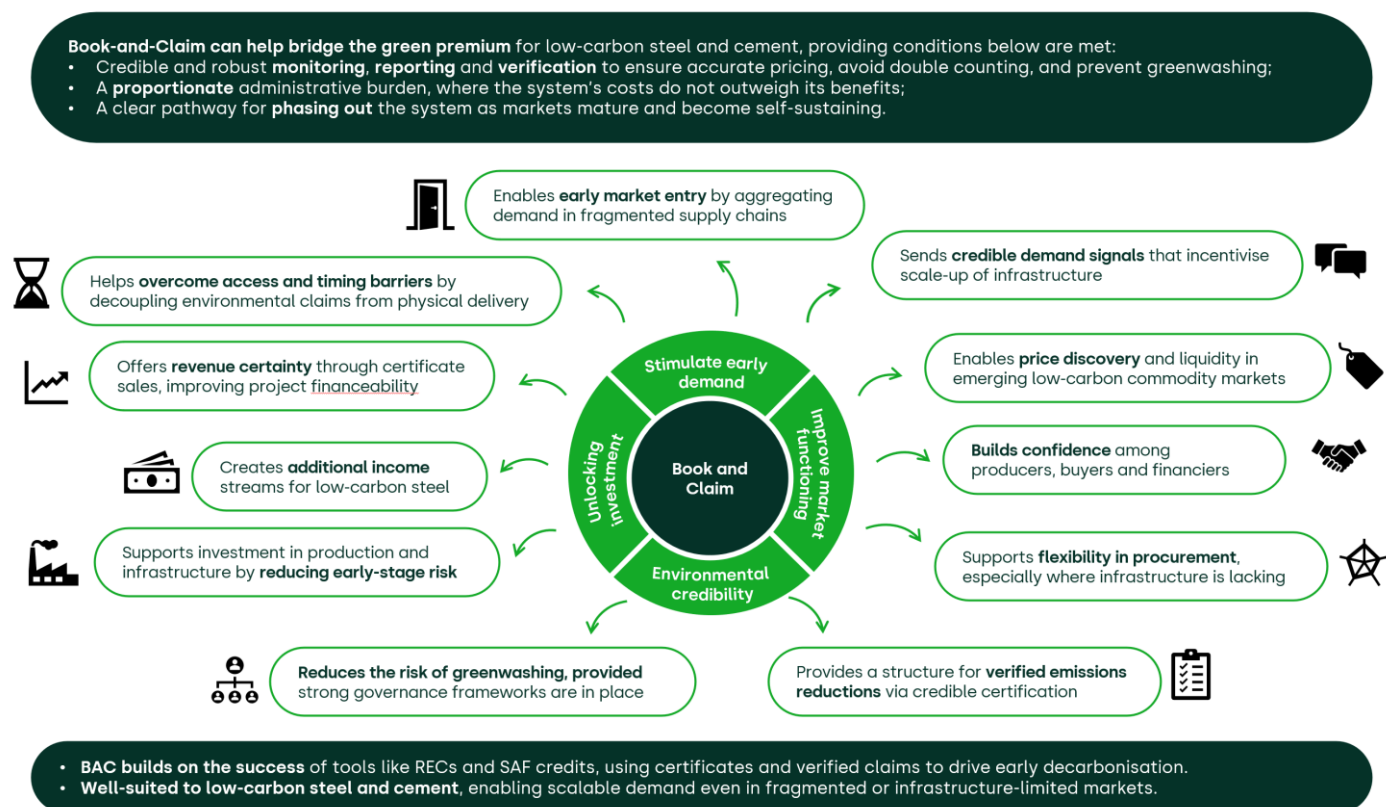 Book-and-Claim can help bridge the green premium for low-carbon steel and cement, providing conditions below are met:
• Credible and robust monitoring, reporting and verification to ensure accurate pricing, avoid double counting, and prevent greenwashing;
• A proportionate administrative burden, where the system's costs do not outweigh its benefits;
• A clear pathway for phasing out the system as markets mature and become self-sustaining.
Enables early market entry by aggregating
demand in fragmented supply chains
Helps overcome access and timing barriers by
decoupling environmental claims from physical delivery
Sends credible demand signals that incentivise
scale-up of infrastructure
Offers revenue certainty through certificate
sales, improving project financeability
Enables price discovery and liquidity in
emerging low-carbon commodity markets
Creates additional income
streams for low-carbon steel
Builds confidence among
producers, buyers and financiers
Supports investment in production and
infrastructure by reducing early-stage risk
Supports flexibility in procurement,
especially where infrastructure is lacking
Stimulate early
demand
Unlocking
investment
Book and
Claim
Improve market
functioning
Environmental
credibility
Reduces the risk of greenwashing, provided
strong governance frameworks are in place
Provides a structure for verified emissions
reductions via credible certification
• BAC builds on the success of tools like RECs and SAF credits, using certificates and verified claims to drive early decarbonisation.
• Well-suited to low-carbon steel and cement, enabling scalable demand even in fragmented or infrastructure-limited markets.